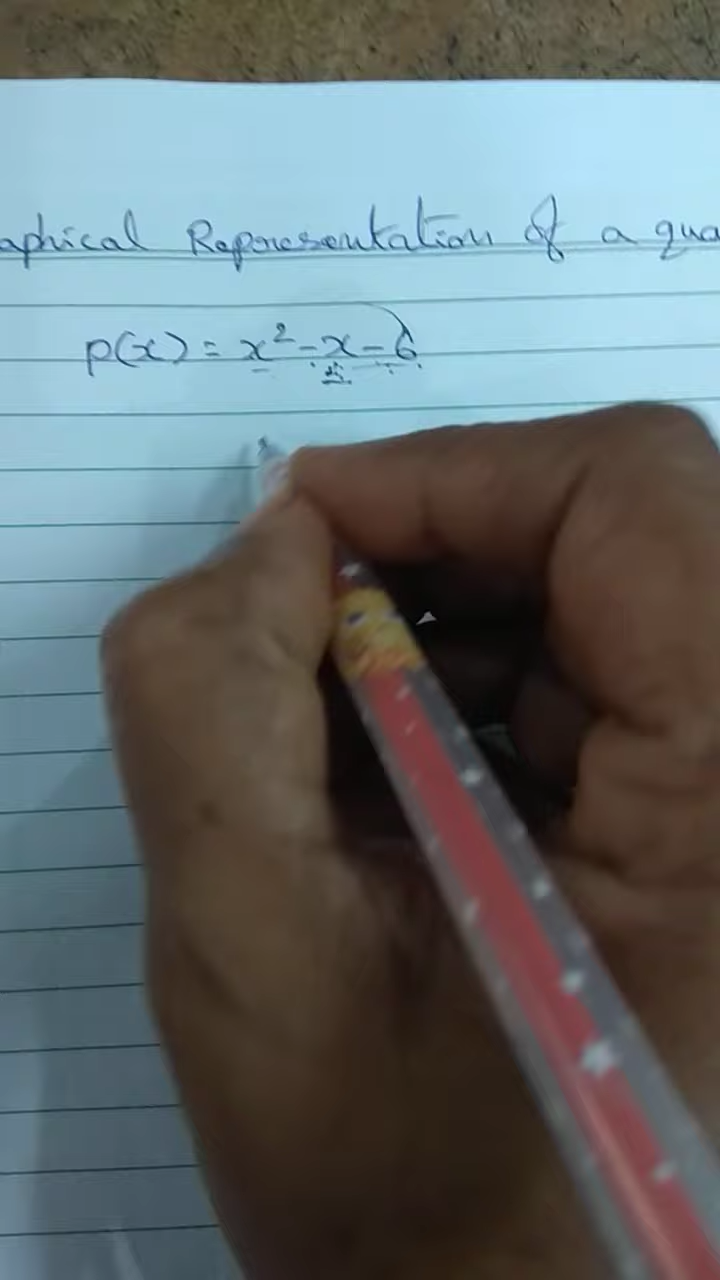 aphical Representation of a qua
p(x) = x² - x - 6